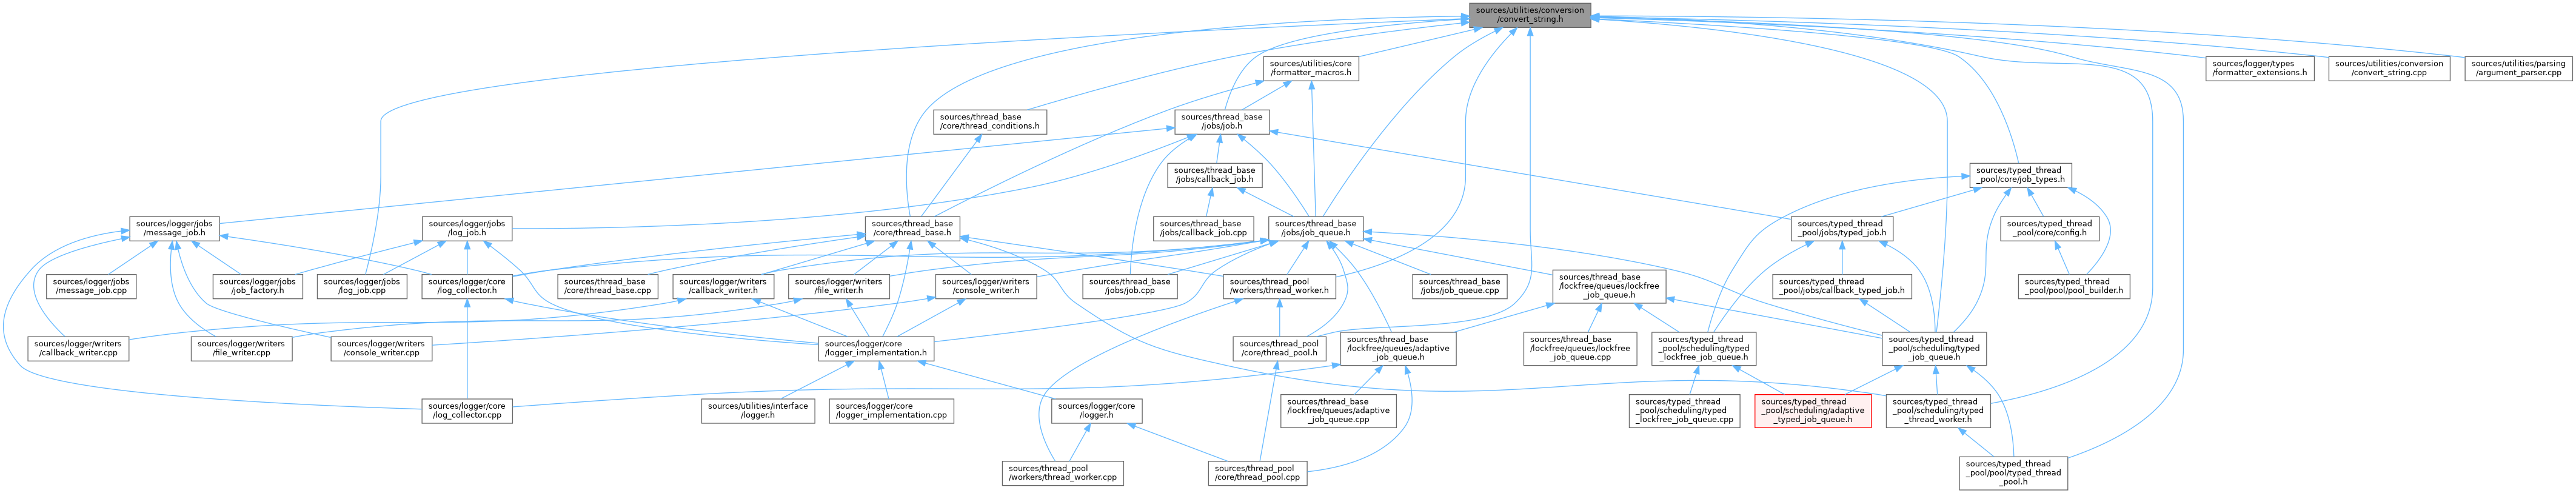 sources/utilities/conversion
/convert_string.h
sources/utilities/core
/formatter_macros.h
sources/logger/types
/formatter_extensions.h
sources/utilities/conversion
/convert_string.cpp
sources/utilities/parsing
/argument_parser.cpp
sources/thread_base
/core/thread_conditions.h
sources/thread_base
/jobs/job.h
sources/thread_base
/jobs/callback_job.h
sources/typed_thread
_pool/core/job_types.h
sources/logger/jobs
/message_job.h
sources/logger/jobs
/log_job.h
sources/thread_base
/core/thread_base.h
sources/thread_base
/jobs/callback_job.cpp
sources/thread_base
/jobs/job_queue.h
sources/typed_thread
_pool/jobs/typed_job.h
sources/typed_thread
_pool/core/config.h
sources/logger/jobs
/message_job.cpp
sources/logger/jobs
/job_factory.h
sources/logger/jobs
/log_job.cpp
sources/logger/core
/log_collector.h
sources/thread_base
/core/thread_base.cpp
sources/logger/writers
/callback_writer.h
sources/logger/writers
/file_writer.h
sources/logger/writers
/console_writer.h
sources/thread_base
/jobs/job.cpp
sources/thread_pool
/workers/thread_worker.h
sources/thread_base
/jobs/job_queue.cpp
sources/thread_base
/lockfree/queues/lockfree
_job_queue.h
sources/typed_thread
_pool/jobs/callback_typed_job.h
sources/typed_thread
_pool/pool/pool_builder.h
sources/logger/writers
/callback_writer.cpp
sources/logger/writers
/file_writer.cpp
sources/logger/writers
/console_writer.cpp
sources/logger/core
/logger_implementation.h
sources/thread_pool
/core/thread_pool.h
sources/thread_base
/lockfree/queues/adaptive
_job_queue.h
sources/thread_base
/lockfree/queues/lockfree
_job_queue.cpp
sources/typed_thread
_pool/scheduling/typed
_lockfree_job_queue.h
sources/typed_thread
_pool/scheduling/typed
_job_queue.h
sources/logger/core
/log_collector.cpp
sources/utilities/interface
/logger.h
sources/logger/core
/logger_implementation.cpp
sources/logger/core
/logger.h
sources/thread_base
/lockfree/queues/adaptive
_job_queue.cpp
sources/typed_thread
_pool/scheduling/typed
_lockfree_job_queue.cpp
sources/typed_thread
_pool/scheduling/adaptive
_typed_job_queue.h
sources/typed_thread
_pool/scheduling/typed
_thread_worker.h
sources/thread_pool
/workers/thread_worker.cpp
sources/thread_pool
/core/thread_pool.cpp
sources/typed_thread
_pool/pool/typed_thread
_pool.h